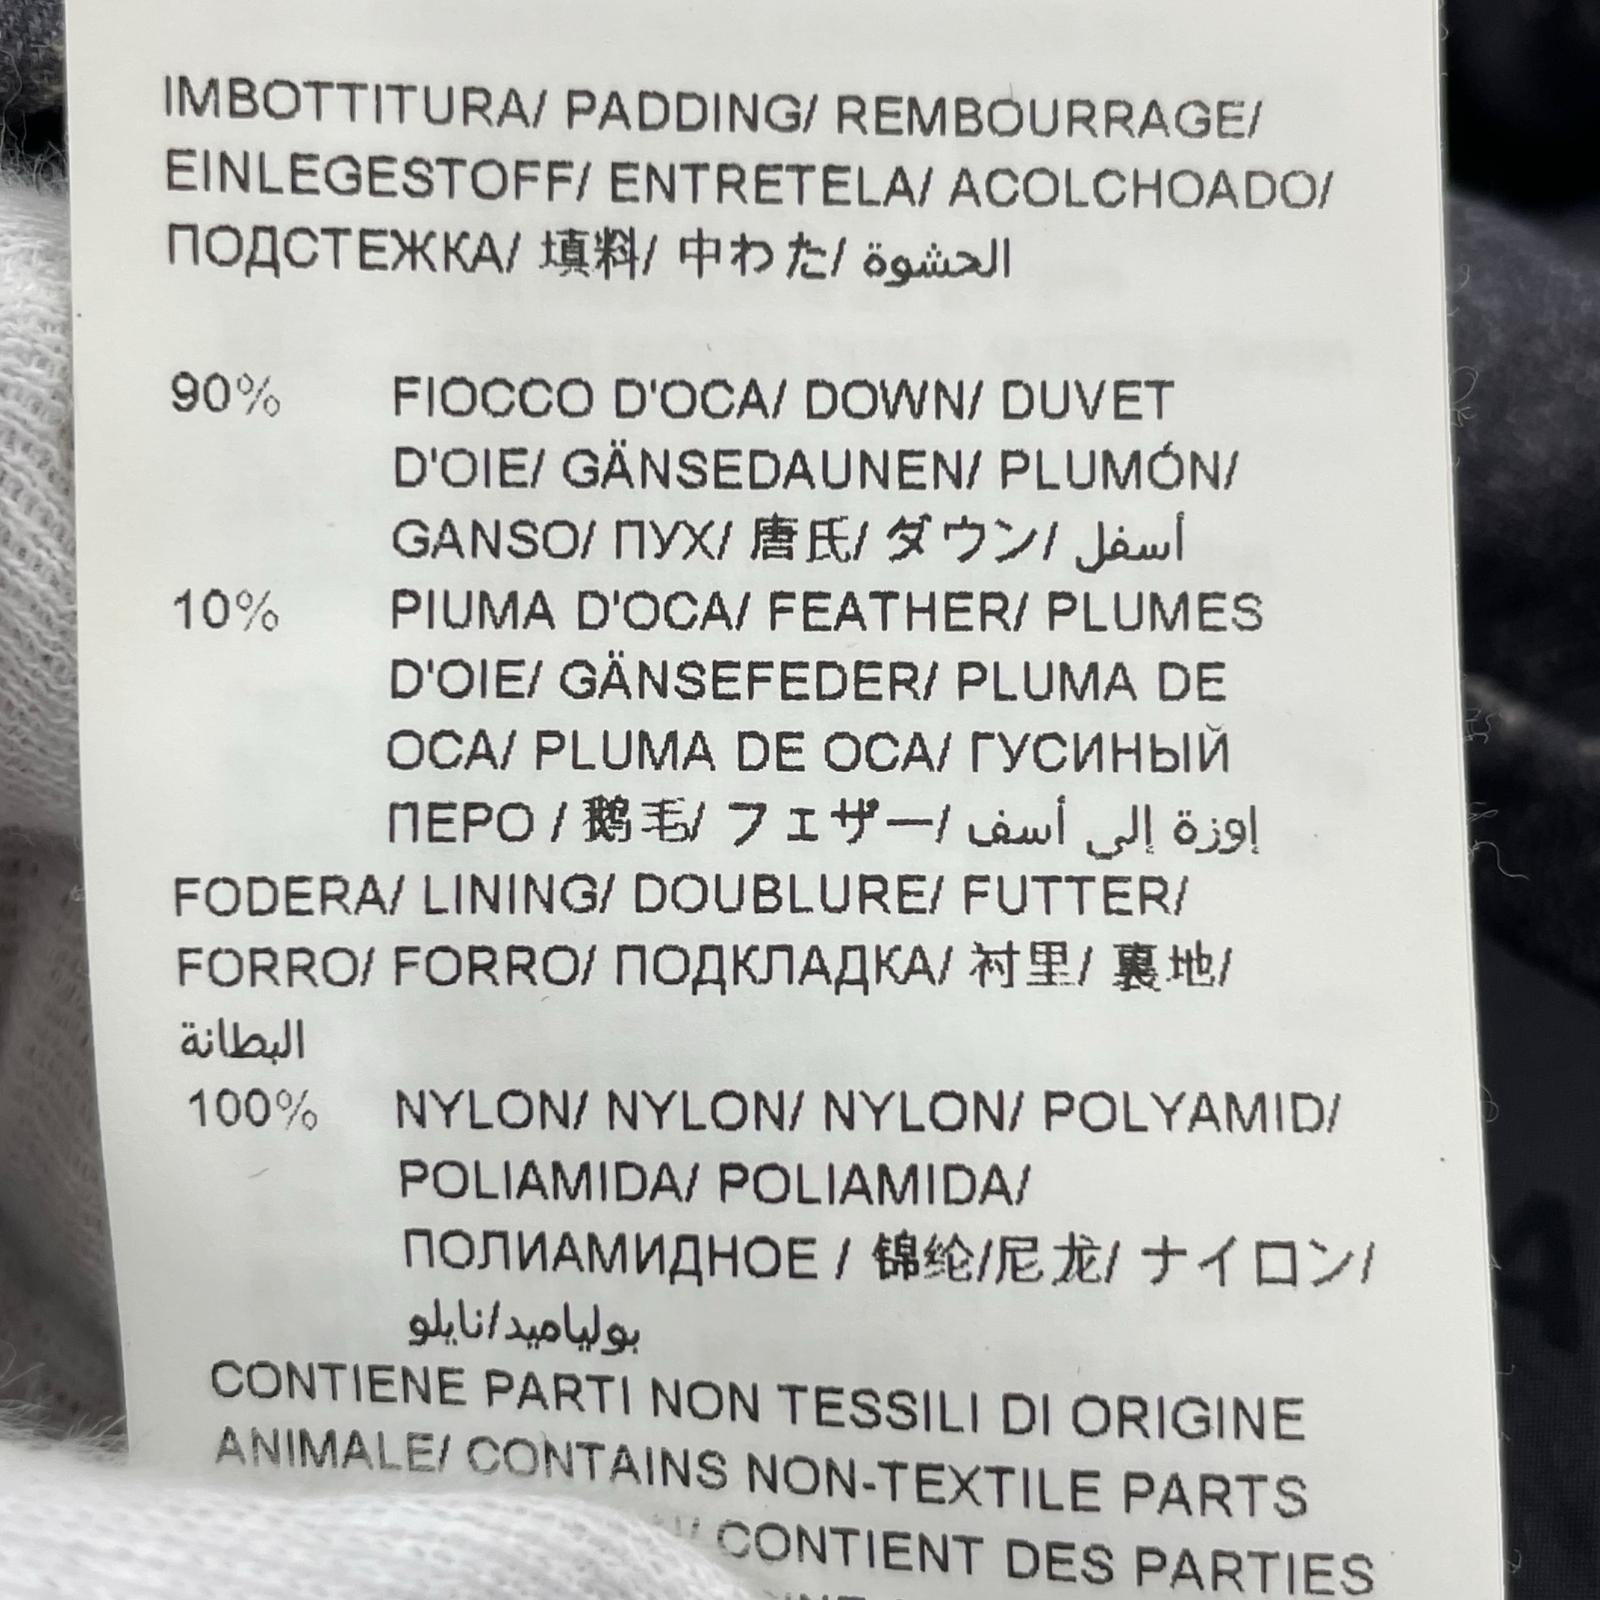 IMBOTTITURA/ PADDING/ REMBOURRAGE/
EINLEGESTOFF/ ENTRETELA/ ACOLCHOADO/
ПОДСТЕЖКА/ 填料/ 中わた/ الحشوة
90% FIOCCO D'OCA/ DOWN/ DUVET
D'OIE/ GÄNSEDAUNEN/ PLUMÓN/
GANSO/ ПУХ/ 唐氏/ ダウン/ أسفل
10% PIUMA D'OCA/ FEATHER/ PLUMES
D'OIE/ GÄNSEFEDER/ PLUMA DE
OCA/ PLUMA DE OCA/ ГУСИНЫЙ
ПЕРО / 鹅毛/ フェザー/ إوزة إلى أسف
FODERA/ LINING/ DOUBLURE/ FUTTER/
FORRO/ FORRO/ ПОДКЛАДКА/ 衬里/ 裏地/
البطانة
100% NYLON/ NYLON/ NYLON/ POLYAMID/
POLIAMIDA/ POLIAMIDA/
ПОЛИАМИДНОЕ / 锦纶/尼龙/ ナイロン/
بولياميد/نايلو
CONTIENE PARTI NON TESSILI DI ORIGINE
ANIMALE/ CONTAINS NON-TEXTILE PARTS
CONTIENT DES PARTIES